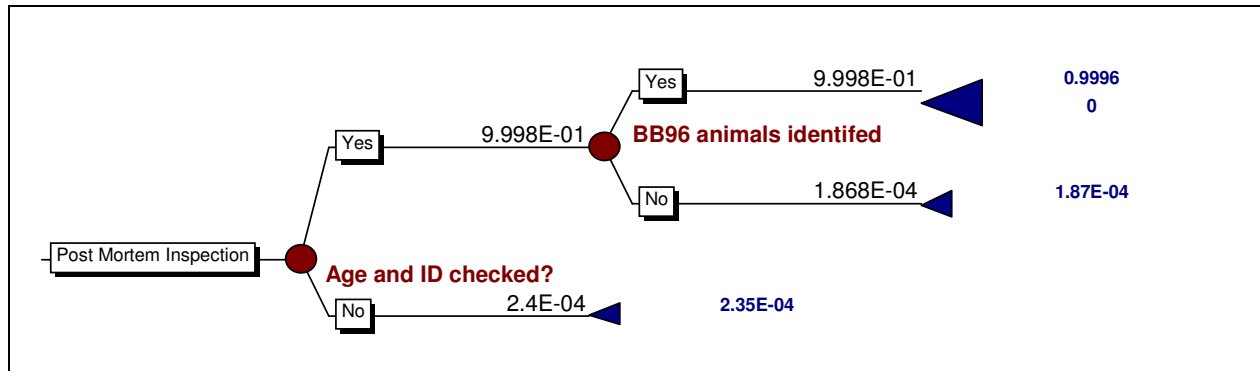 Yes
9.998E-01
0.9996
0
Yes
9.998E-01
BB96 animals identifed
No
1.868E-04
1.87E-04
Post Mortem Inspection
Age and ID checked?
No
2.4E-04
2.35E-04